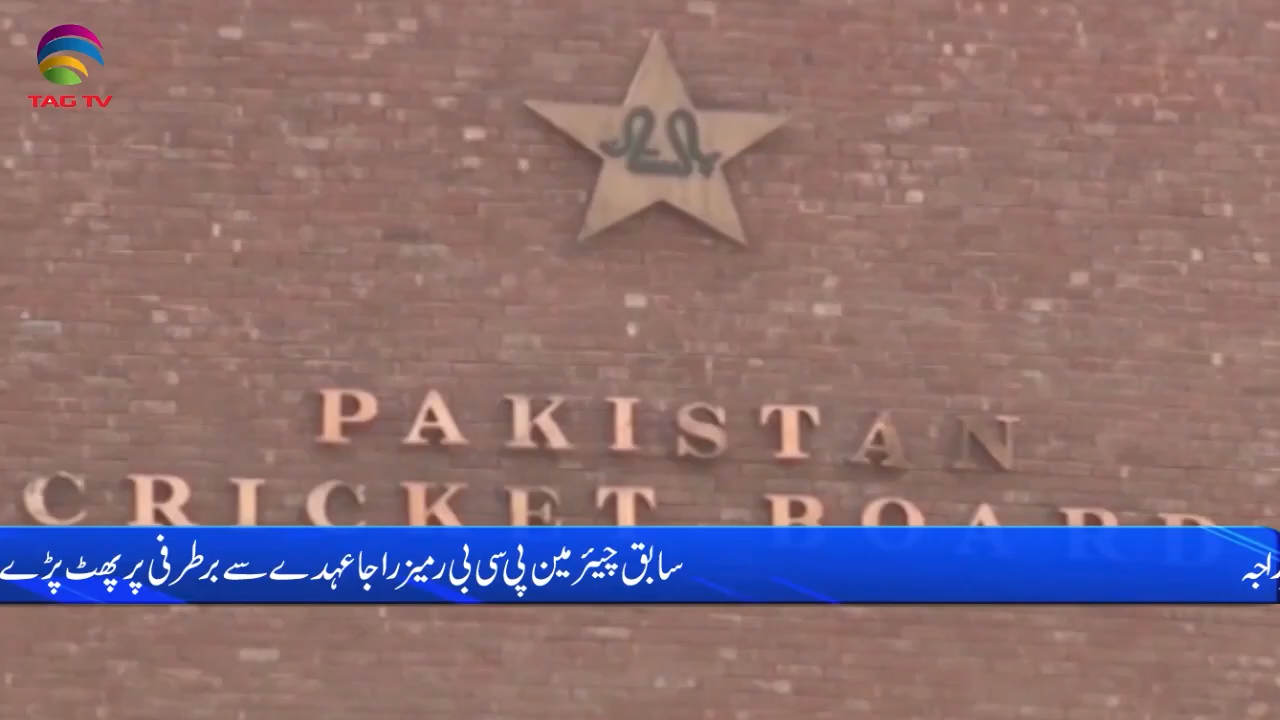 TAG TV
PAKISTAN
CRICKET BOARD
سابق چیئرمین پی سی بی رمیز راجا عہدے سے برطرفی پر پھٹ پڑے